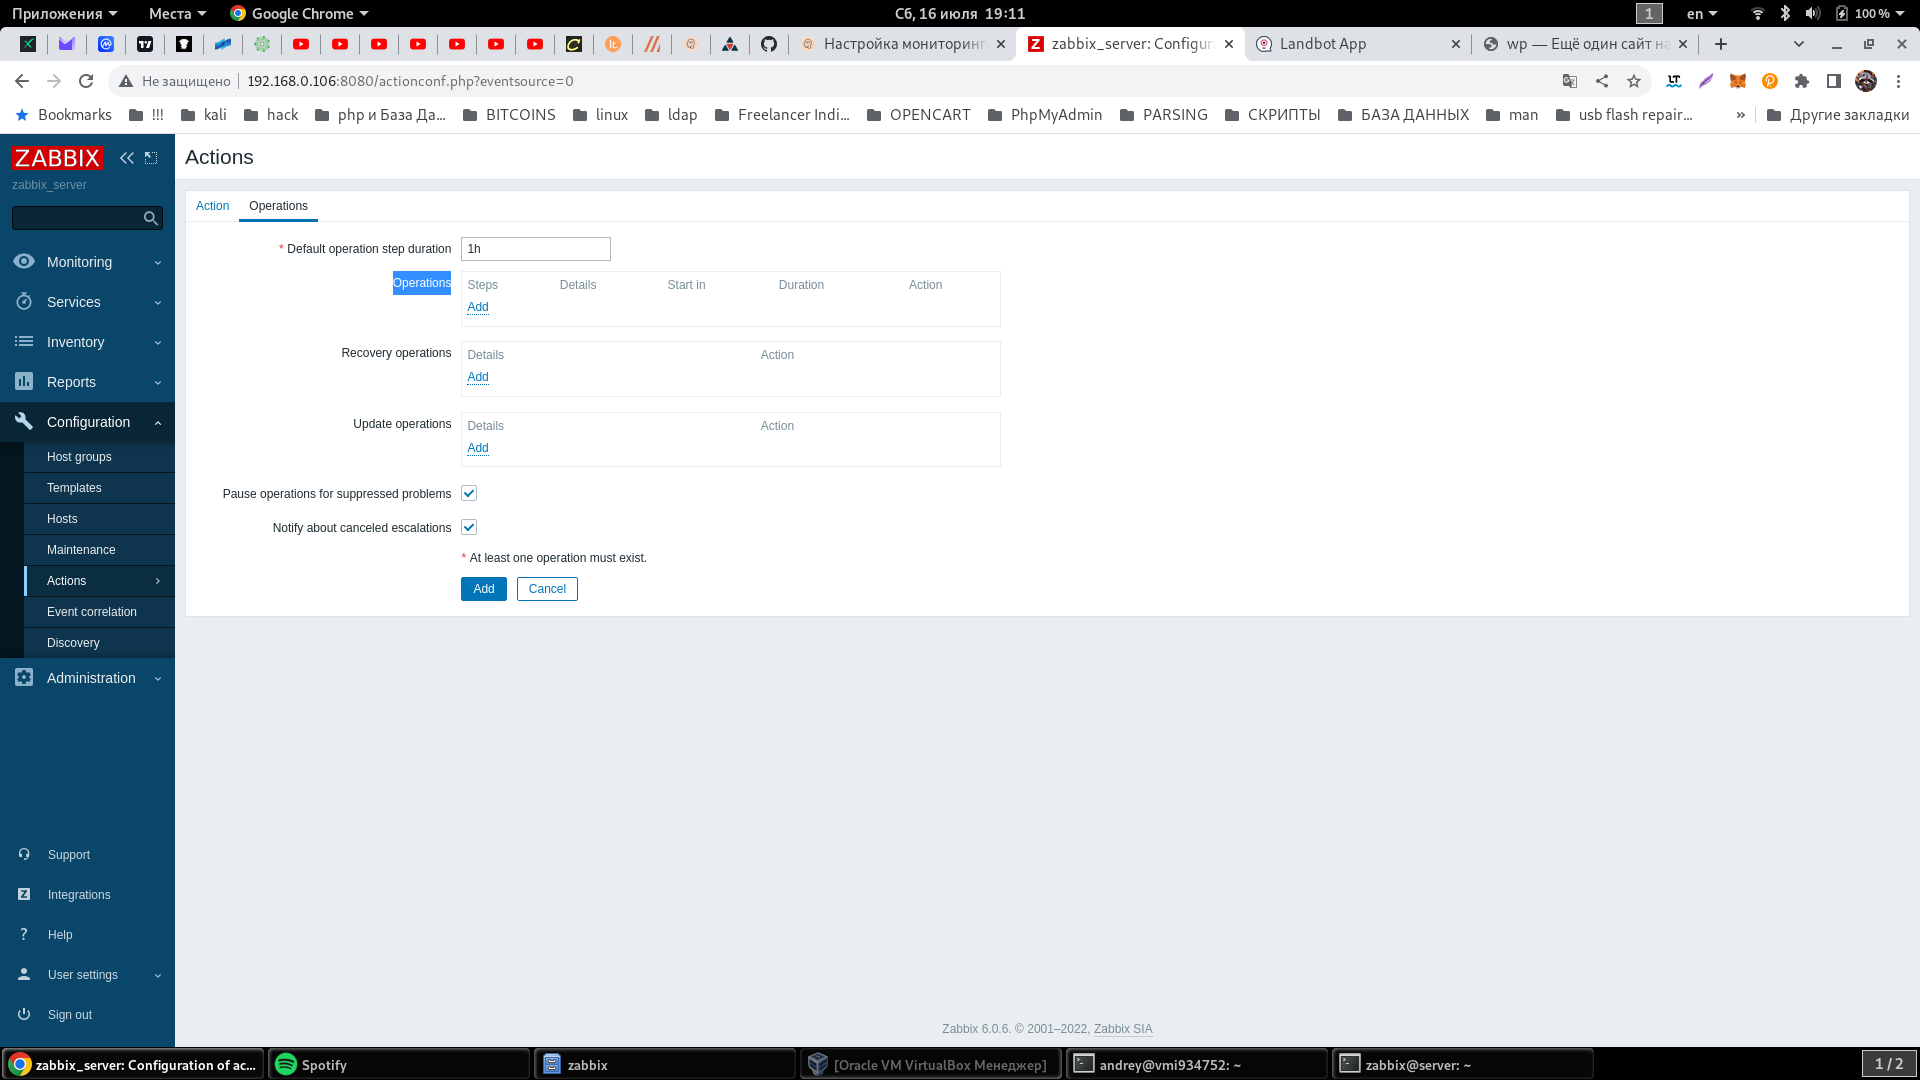 Приложения Места Google Chrome Сб, 16 июля 19:11 1 en 100 %
Настройка мониторинг zabbix_server: Configur Landbot App wp — Ещё один сайт на
Не защищено 192.168.0.106:8080/actionconf.php?eventsource=0
Bookmarks !!! kali hack php и База Да... BITCOINS linux ldap Freelancer Indi... OPENCART PhpMyAdmin PARSING СКРИПТЫ БАЗА ДАННЫХ man usb flash repair... » Другие закладки
ZABBIX
zabbix_server
Monitoring
Services
Inventory
Reports
Configuration
Host groups
Templates
Hosts
Maintenance
Actions
Event correlation
Discovery
Administration
Support
Integrations
Help
User settings
Sign out
Actions
Action Operations
* Default operation step duration 1h
Operations Steps Details Start in Duration Action
Add
Recovery operations Details Action
Add
Update operations Details Action
Add
Pause operations for suppressed problems
Notify about canceled escalations
* At least one operation must exist.
Add Cancel
Zabbix 6.0.6. © 2001–2022, Zabbix SIA
zabbix_server: Configuration of ac... Spotify zabbix [Oracle VM VirtualBox Менеджер] andrey@vmi934752: ~ zabbix@server: ~ 1 / 2